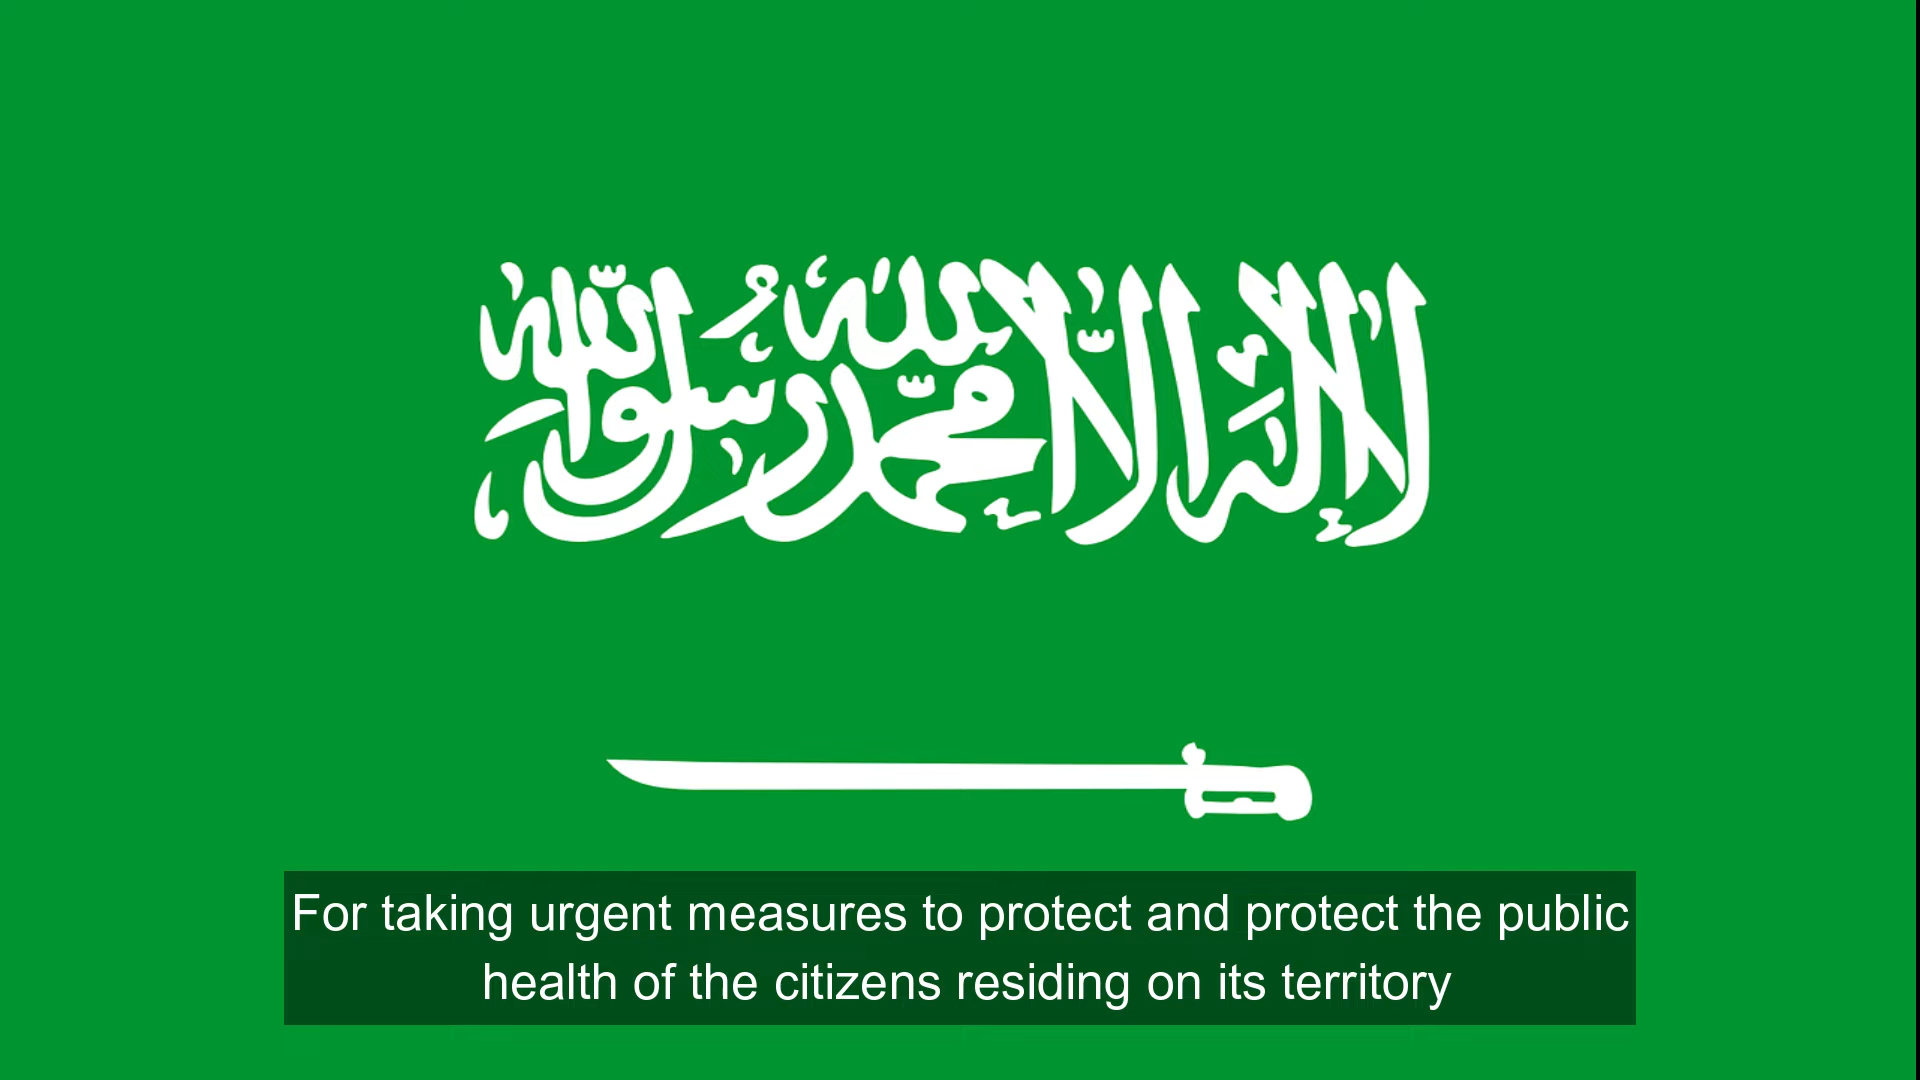 لا إله إلا الله محمد رسول الله
For taking urgent measures to protect and protect the public
health of the citizens residing on its territory